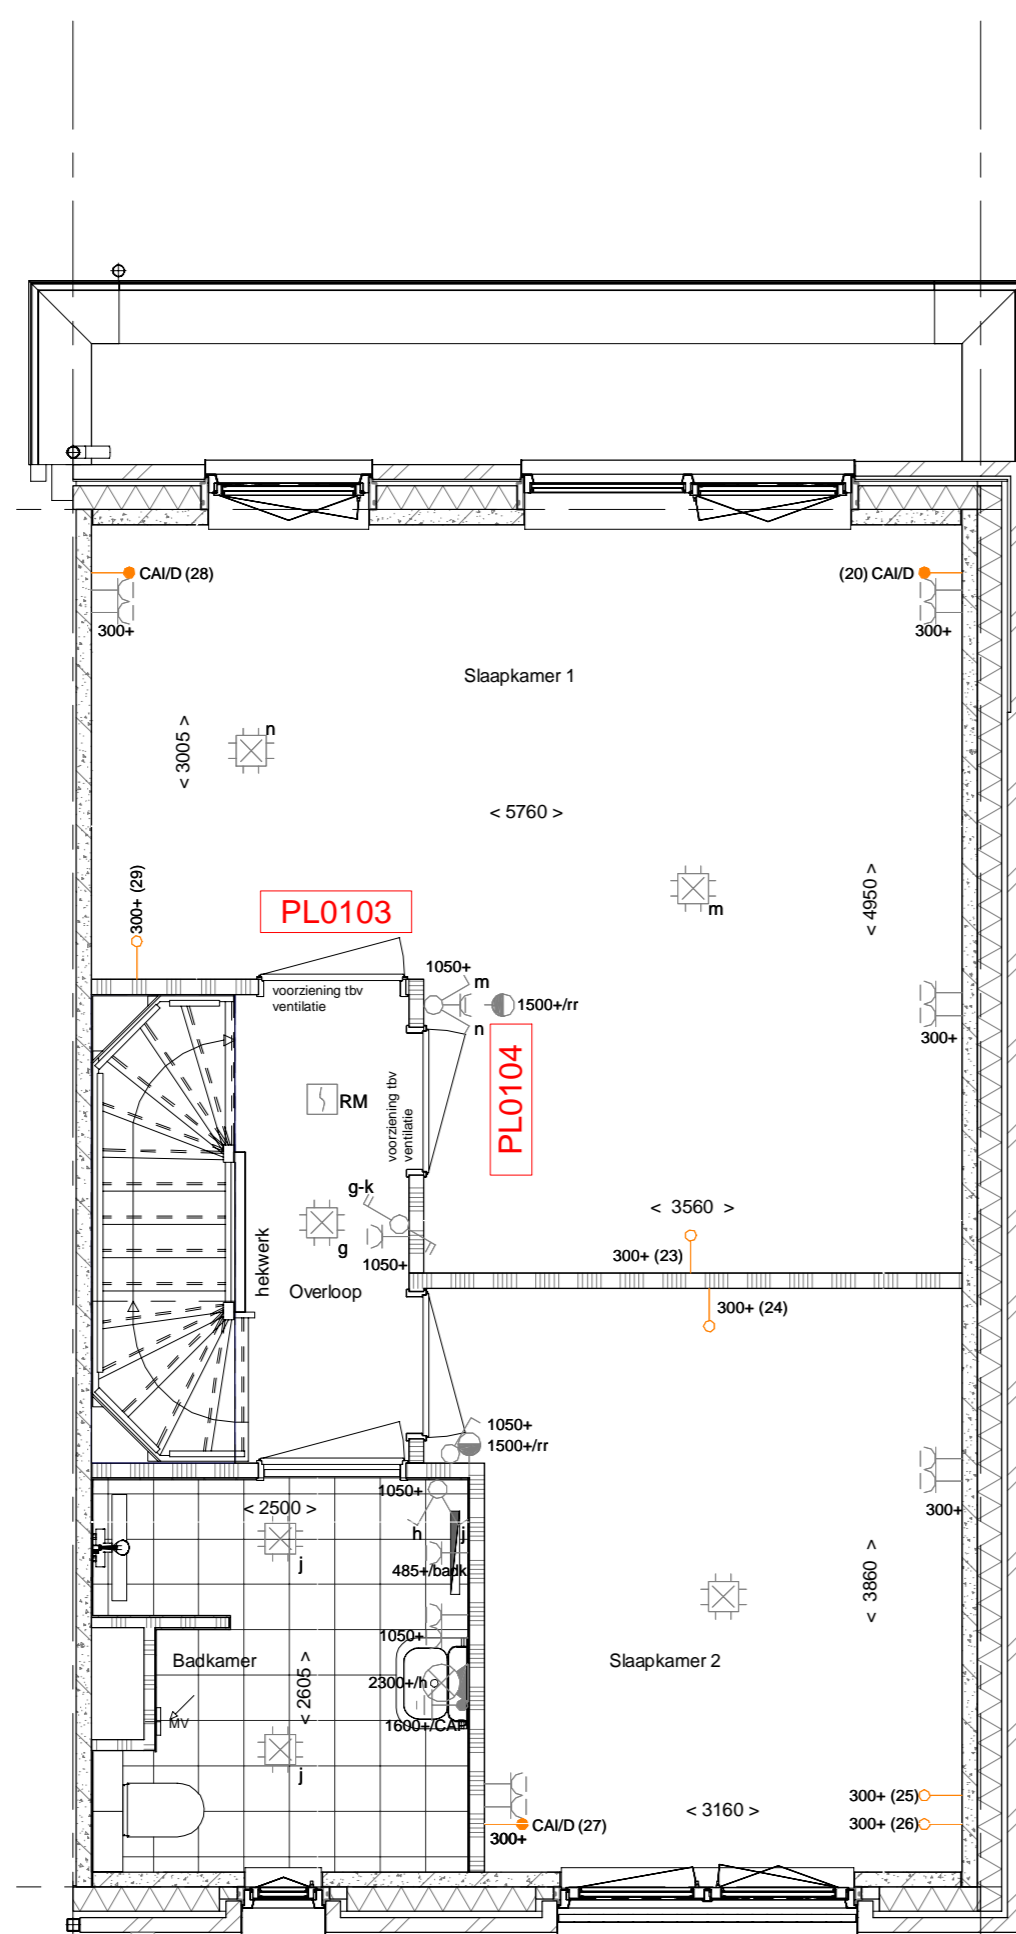 CAI/D (28)
(20) CAI/D
300+
300+
Slaapkamer 1
n
< 3005 >
< 5760 >
m
< 4950 >
300+ (29)
PL0103
voorziening tbv
ventilatie
1050+
m
n
1500+/rr
300+
PL0104
RM
voorziening tbv
ventilatie
g-k
g
1050+
hekwerk
Overloop
< 3560 >
300+ (23)
300+ (24)
1050+
1500+/rr
300+
< 2500 >
1050+
h
j
j
485+/badk
< 3860 >
1050+
Badkamer
< 2605 >
Slaapkamer 2
2300+/h
MV
1600+/CAP
j
300+ (25)
300+ (26)
< 3160 >
CAI/D (27)
300+